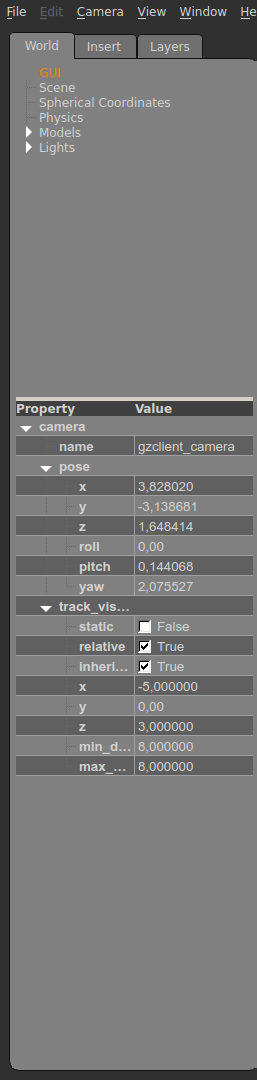 File Edit Camera View Window He
World Insert Layers
GUI
Scene
Spherical Coordinates
Physics
Models
Lights
Property Value
camera
name gzclient_camera
pose
x 3,828020
y -3,138681
z 1,648414
roll 0,00
pitch 0,144068
yaw 2,075527
track_vis...
static False
relative True
inheri... True
x -5,000000
y 0,00
z 3,000000
min_d... 8,000000
max_... 8,000000